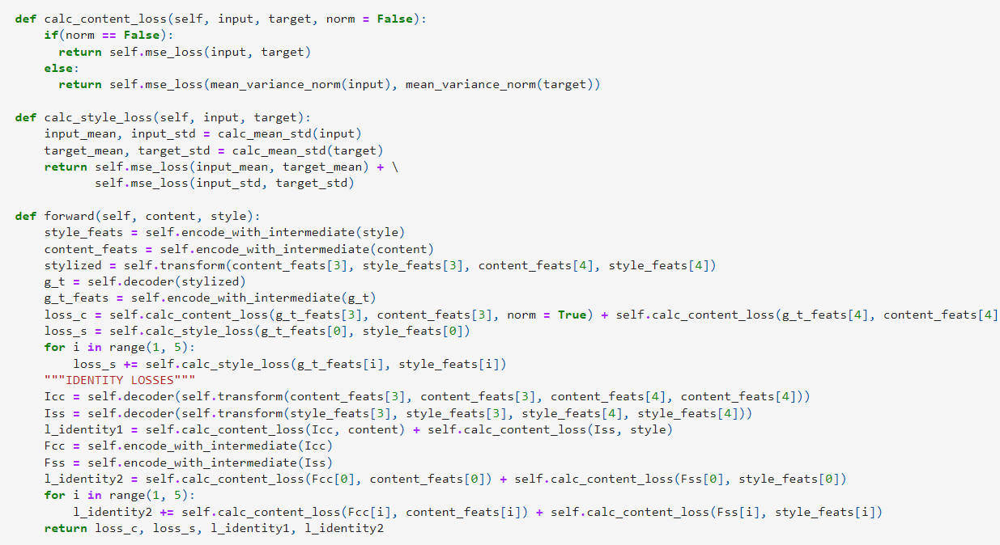 def calc_content_loss(self, input, target, norm = False):
    if(norm == False):
      return self.mse_loss(input, target)
    else:
      return self.mse_loss(mean_variance_norm(input), mean_variance_norm(target))

def calc_style_loss(self, input, target):
    input_mean, input_std = calc_mean_std(input)
    target_mean, target_std = calc_mean_std(target)
    return self.mse_loss(input_mean, target_mean) + \
           self.mse_loss(input_std, target_std)

def forward(self, content, style):
    style_feats = self.encode_with_intermediate(style)
    content_feats = self.encode_with_intermediate(content)
    stylized = self.transform(content_feats[3], style_feats[3], content_feats[4], style_feats[4])
    g_t = self.decoder(stylized)
    g_t_feats = self.encode_with_intermediate(g_t)
    loss_c = self.calc_content_loss(g_t_feats[3], content_feats[3], norm = True) + self.calc_content_loss(g_t_feats[4], content_feats[4]
    loss_s = self.calc_style_loss(g_t_feats[0], style_feats[0])
    for i in range(1, 5):
        loss_s += self.calc_style_loss(g_t_feats[i], style_feats[i])
    """IDENTITY LOSSES"""
    Icc = self.decoder(self.transform(content_feats[3], content_feats[3], content_feats[4], content_feats[4]))
    Iss = self.decoder(self.transform(style_feats[3], style_feats[3], style_feats[4], style_feats[4]))
    l_identity1 = self.calc_content_loss(Icc, content) + self.calc_content_loss(Iss, style)
    Fcc = self.encode_with_intermediate(Icc)
    Fss = self.encode_with_intermediate(Iss)
    l_identity2 = self.calc_content_loss(Fcc[0], content_feats[0]) + self.calc_content_loss(Fss[0], style_feats[0])
    for i in range(1, 5):
        l_identity2 += self.calc_content_loss(Fcc[i], content_feats[i]) + self.calc_content_loss(Fss[i], style_feats[i])
    return loss_c, loss_s, l_identity1, l_identity2